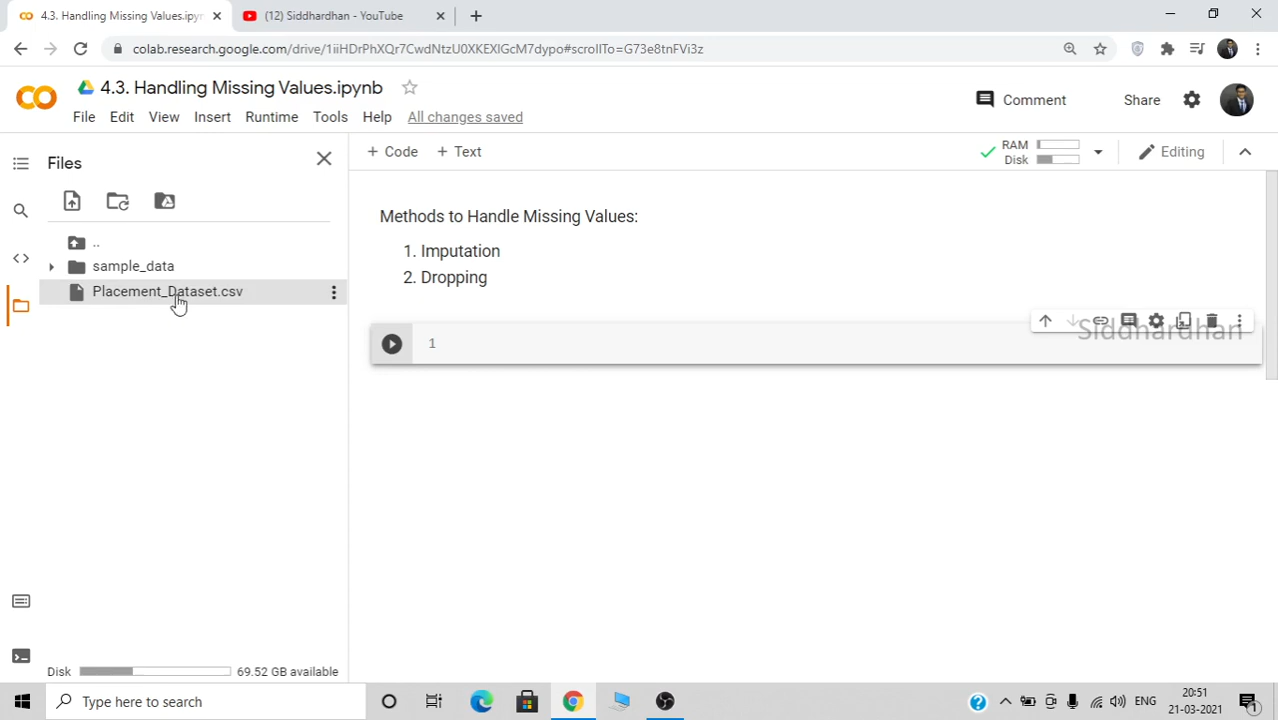 4.3. Handling Missing Values.ipyn
(12) Siddhardhan - YouTube
colab.research.google.com/drive/1iiHDrPhXQr7CwdNtzU0XKEXlGcM7dypo#scrollTo=G73e8tnFVi3z
4.3. Handling Missing Values.ipynb
Comment
Share
File Edit View Insert Runtime Tools Help All changes saved
Files
+ Code + Text
RAM
Disk
Editing
..
sample_data
Placement_Dataset.csv
Methods to Handle Missing Values:
1. Imputation
2. Dropping
Siddhardhan
1
Disk 69.52 GB available
Type here to search
ENG
20:51
21-03-2021
1